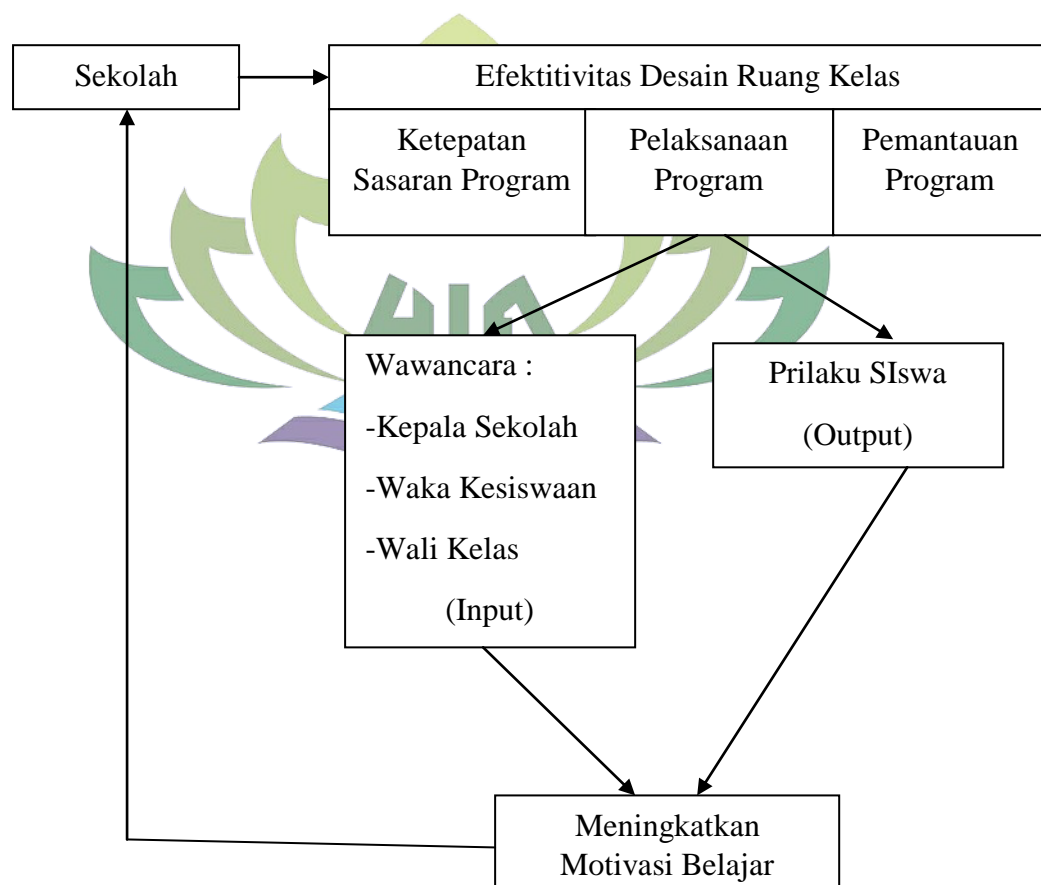 Sekolah
Efektitivitas Desain Ruang Kelas
Ketepatan
Sasaran Program
Pelaksanaan
Program
Pemantauan
Program
Wawancara :
-Kepala Sekolah
-Waka Kesiswaan
-Wali Kelas
(Input)
Prilaku SIswa
(Output)
Meningkatkan
Motivasi Belajar